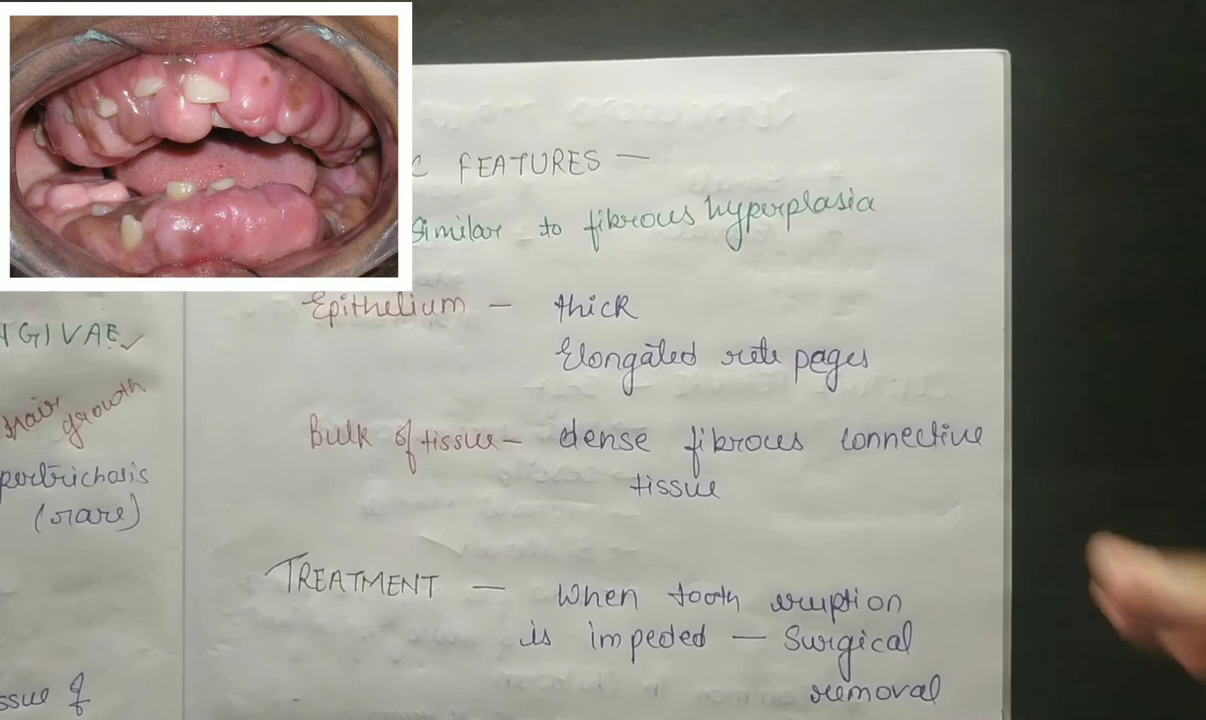 C FEATURES —
Similar to fibrous hyperplasia
Epithelium — thick
Elongated rete pages
Bulk of tissue — dense fibrous connective
tissue
TREATMENT — When tooth eruption
is impeded — Surgical
removal
GIVAE
hair
growth
pertrichosis
(rare)
ssue of